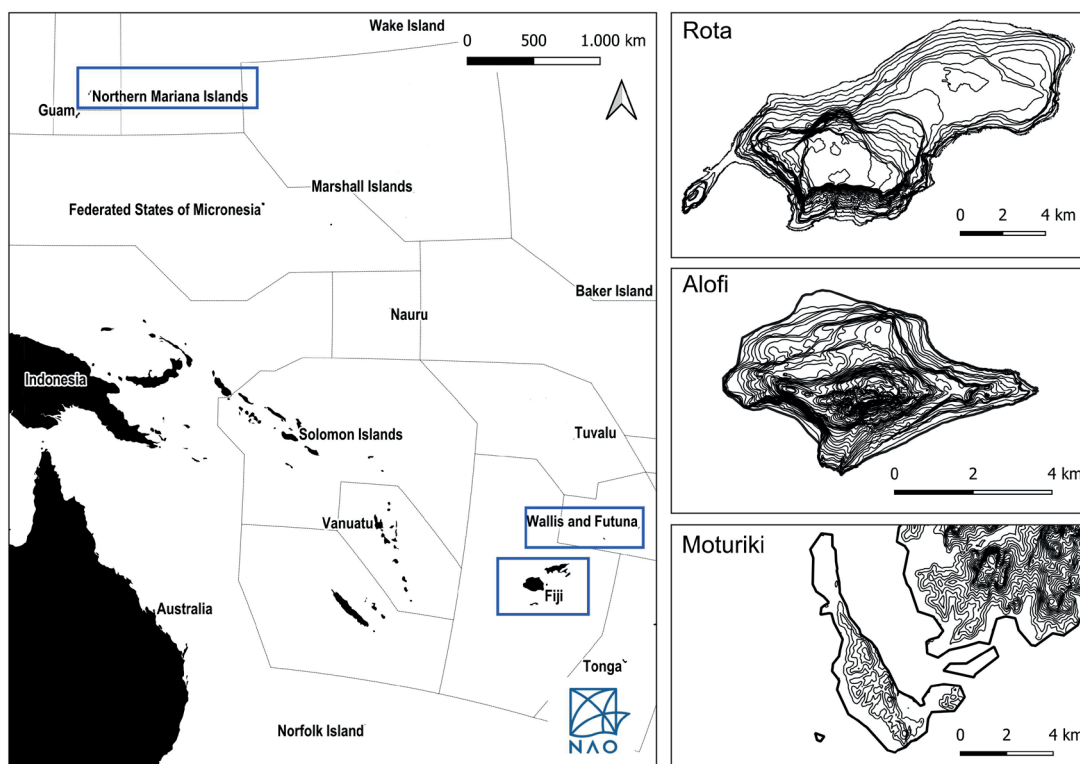 Wake Island
0 500 1.000 km
Northern Mariana Islands
Guam
Marshall Islands
Federated States of Micronesia
Baker Island
Nauru
Indonesia
Solomon Islands
Tuvalu
Vanuatu
Wallis and Futuna
Fiji
Australia
Tonga
Norfolk Island
NAO
Rota
0 2 4 km
Alofi
0 2 4 km
Moturiki
0 2 4 km